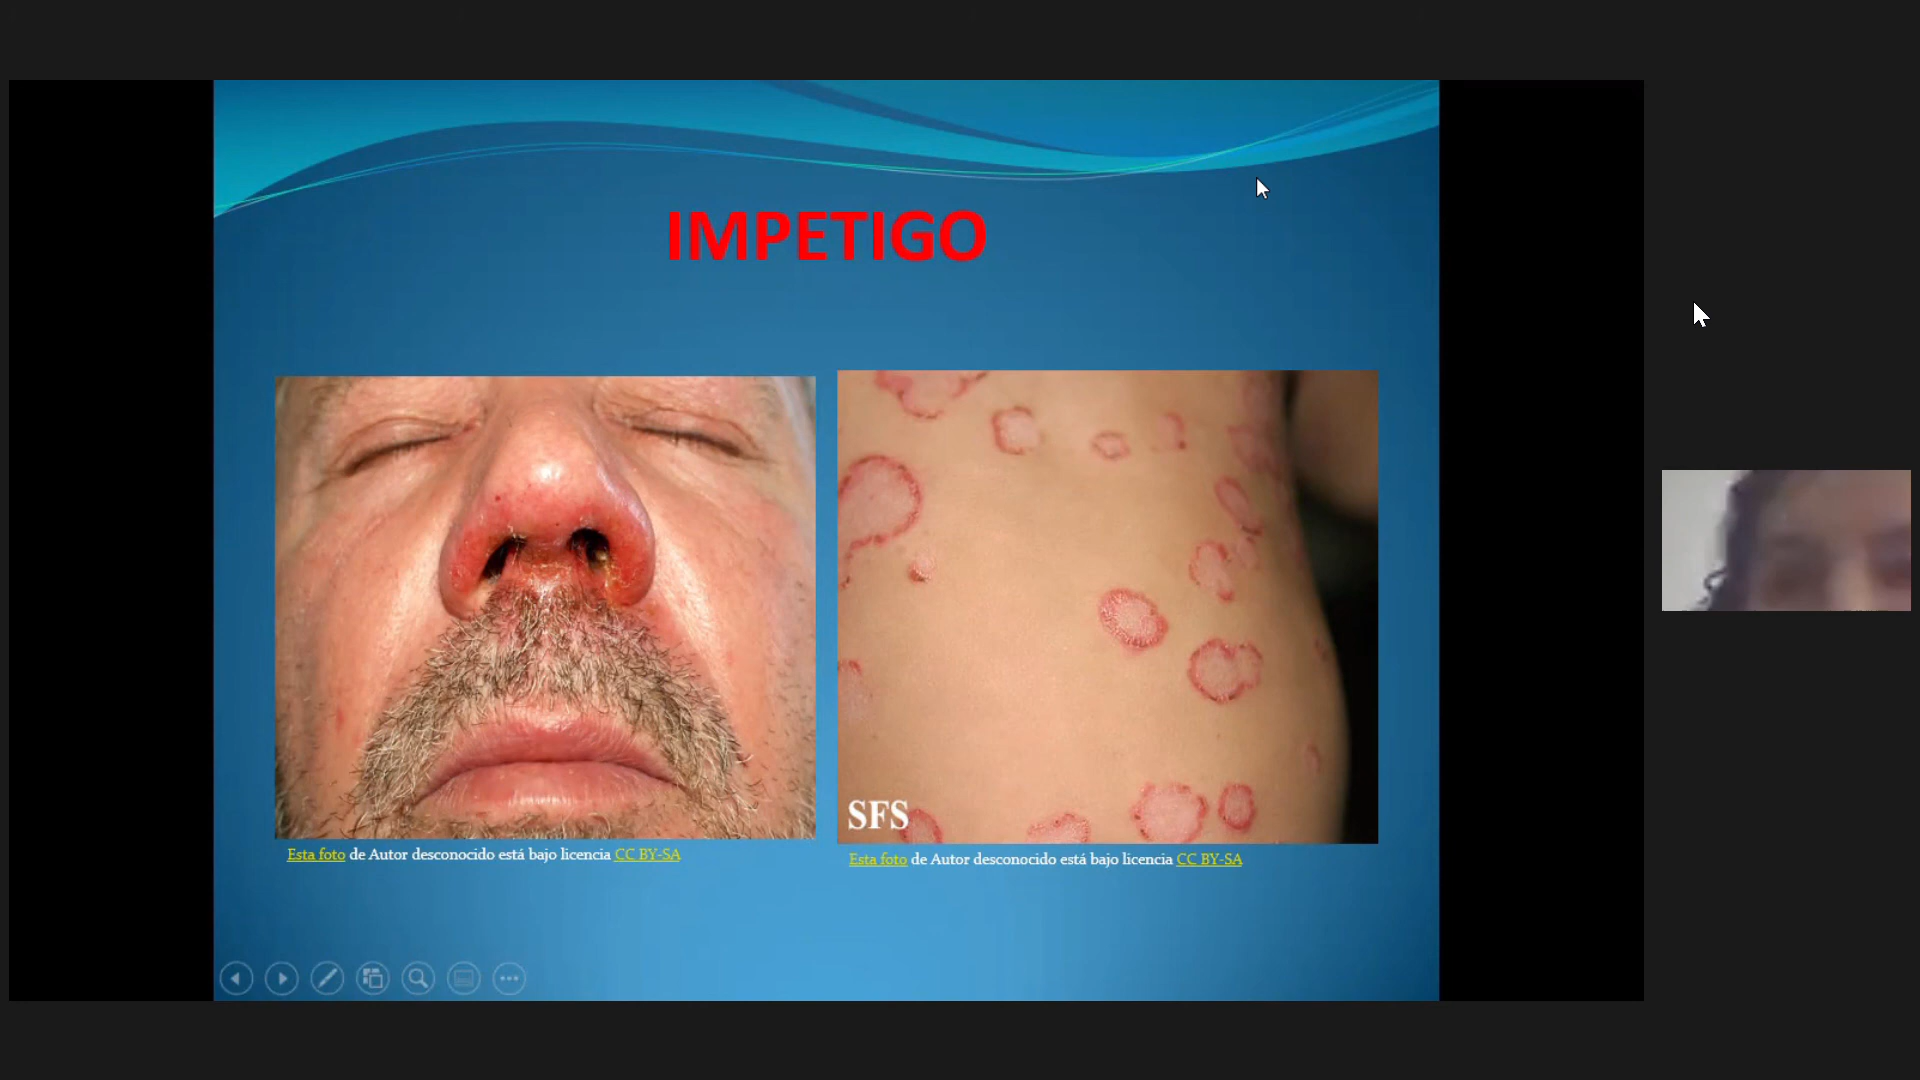 IMPETIGO
SFS
Esta foto de Autor desconocido está bajo licencia CC BY-SA
Esta foto de Autor desconocido está bajo licencia CC BY-SA